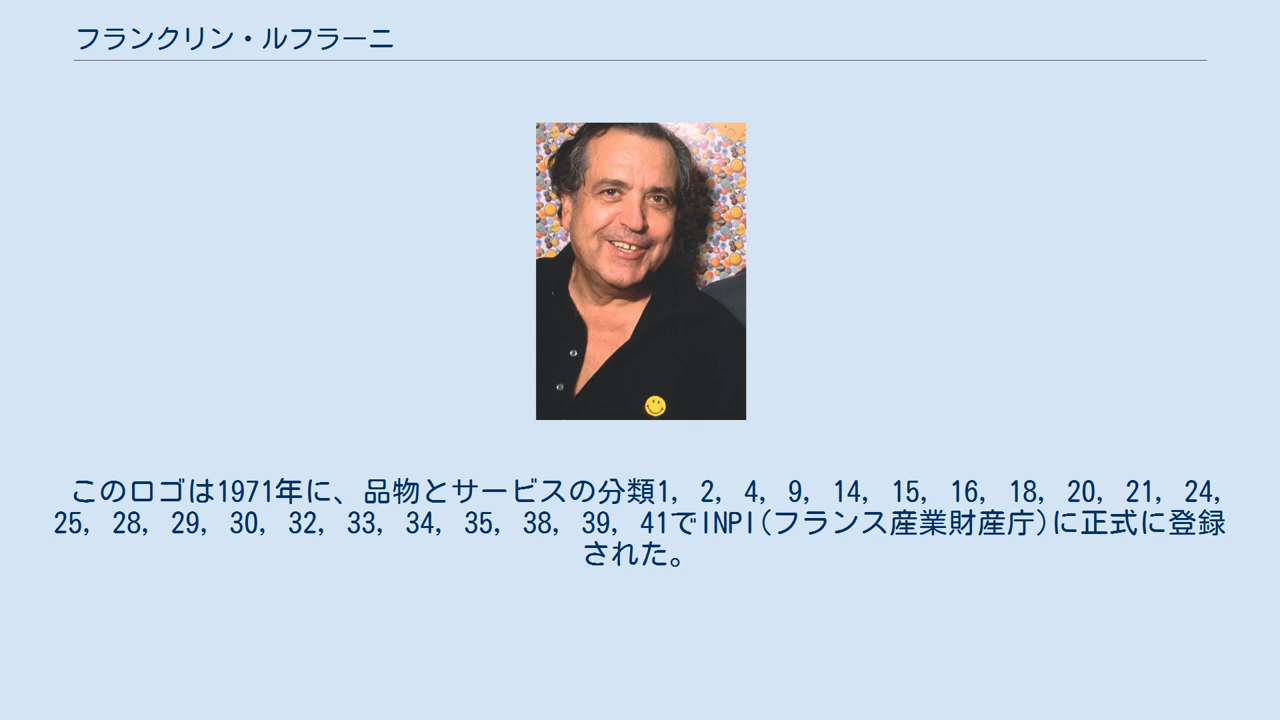 フランクリン・ルフラーニ
このロゴは1971年に、品物とサービスの分類1, 2, 4, 9, 14, 15, 16, 18, 20, 21, 24,
25, 28, 29, 30, 32, 33, 34, 35, 38, 39, 41でINPI(フランス産業財産庁)に正式に登録
された。